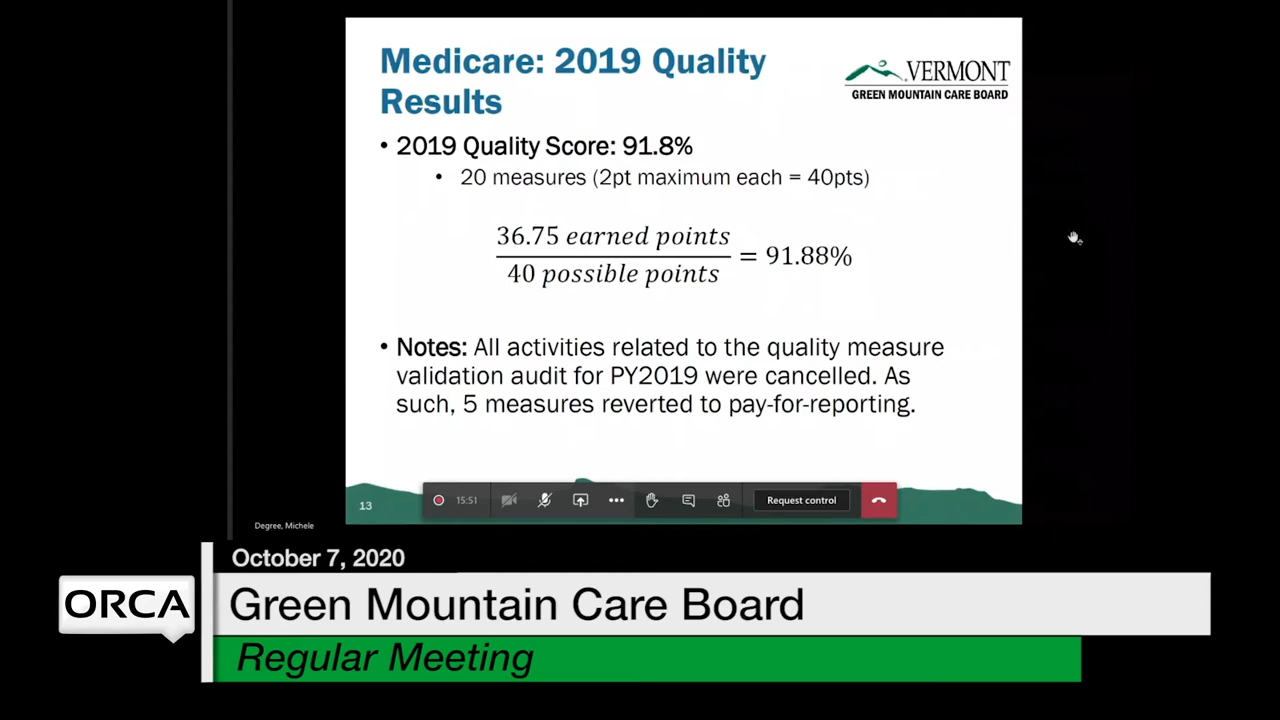 Medicare: 2019 Quality
Results
VERMONT
GREEN MOUNTAIN CARE BOARD
• 2019 Quality Score: 91.8%
• 20 measures (2pt maximum each = 40pts)
36.75 earned points
40 possible points
= 91.88%
• Notes: All activities related to the quality measure
validation audit for PY2019 were cancelled. As
such, 5 measures reverted to pay-for-reporting.
13
15:51
Request control
Degree, Michele
October 7, 2020
ORCA
Green Mountain Care Board
Regular Meeting